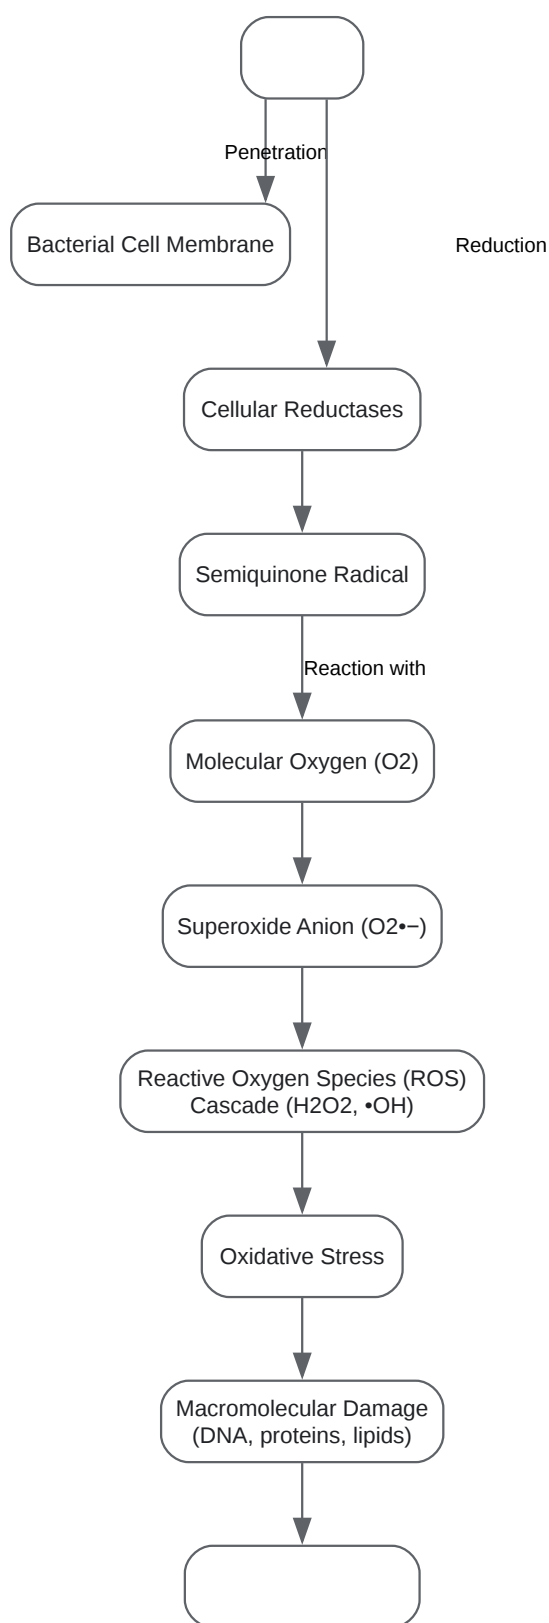 Penetration
Bacterial Cell Membrane
Reduction
Cellular Reductases
Semiquinone Radical
Reaction with
Molecular Oxygen (O2)
Superoxide Anion (O2•−)
Reactive Oxygen Species (ROS)
Cascade (H2O2, •OH)
Oxidative Stress
Macromolecular Damage
(DNA, proteins, lipids)